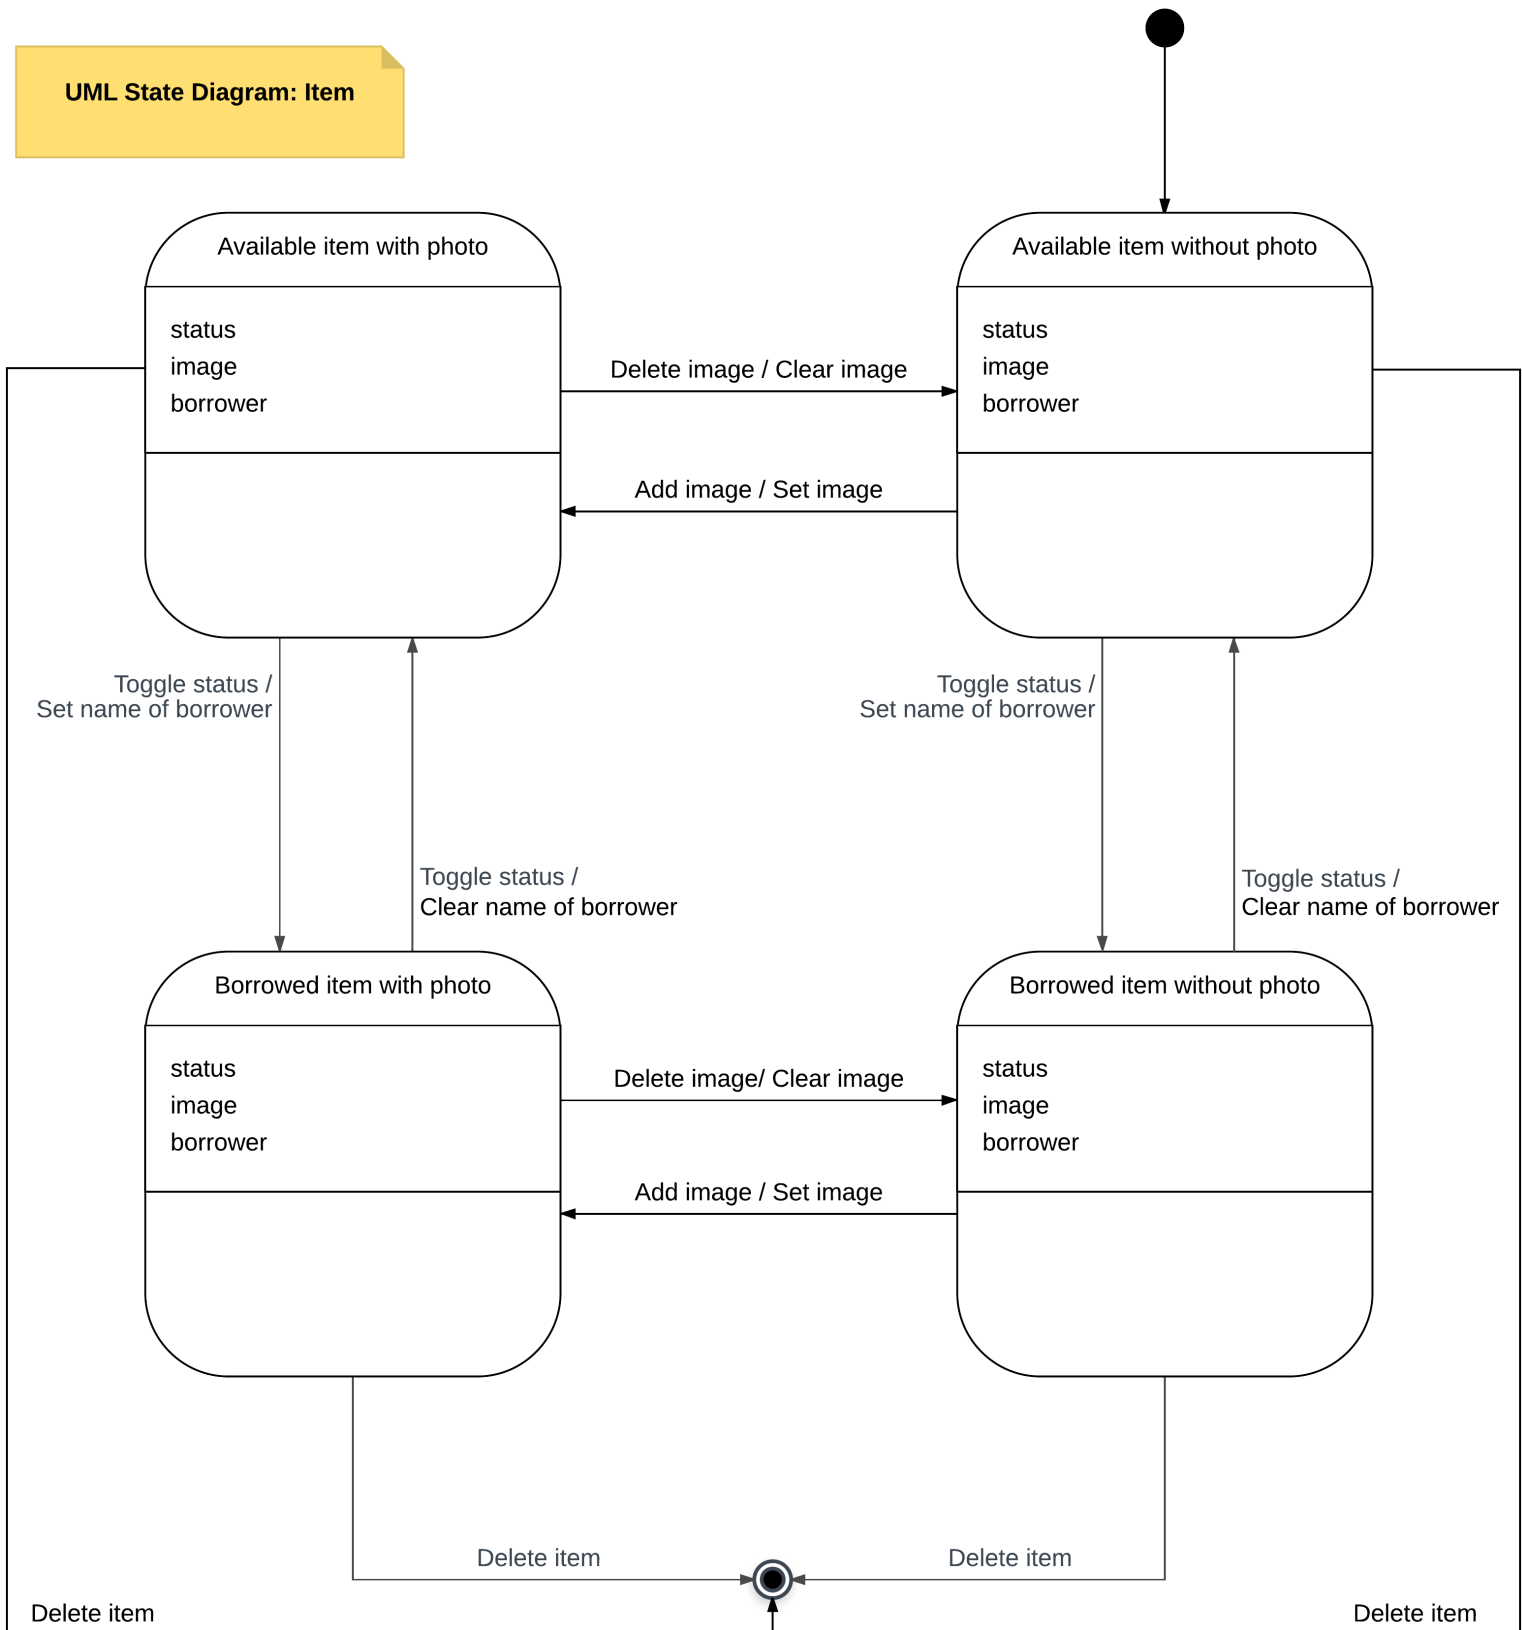 UML State Diagram: Item
Available item with photo
status
image
borrower
Available item without photo
status
image
borrower
Delete image / Clear image
Add image / Set image
Toggle status /
Set name of borrower
Toggle status /
Clear name of borrower
Toggle status /
Set name of borrower
Toggle status /
Clear name of borrower
Borrowed item with photo
status
image
borrower
Borrowed item without photo
status
image
borrower
Delete image/ Clear image
Add image / Set image
Delete item
Delete item
Delete item
Delete item